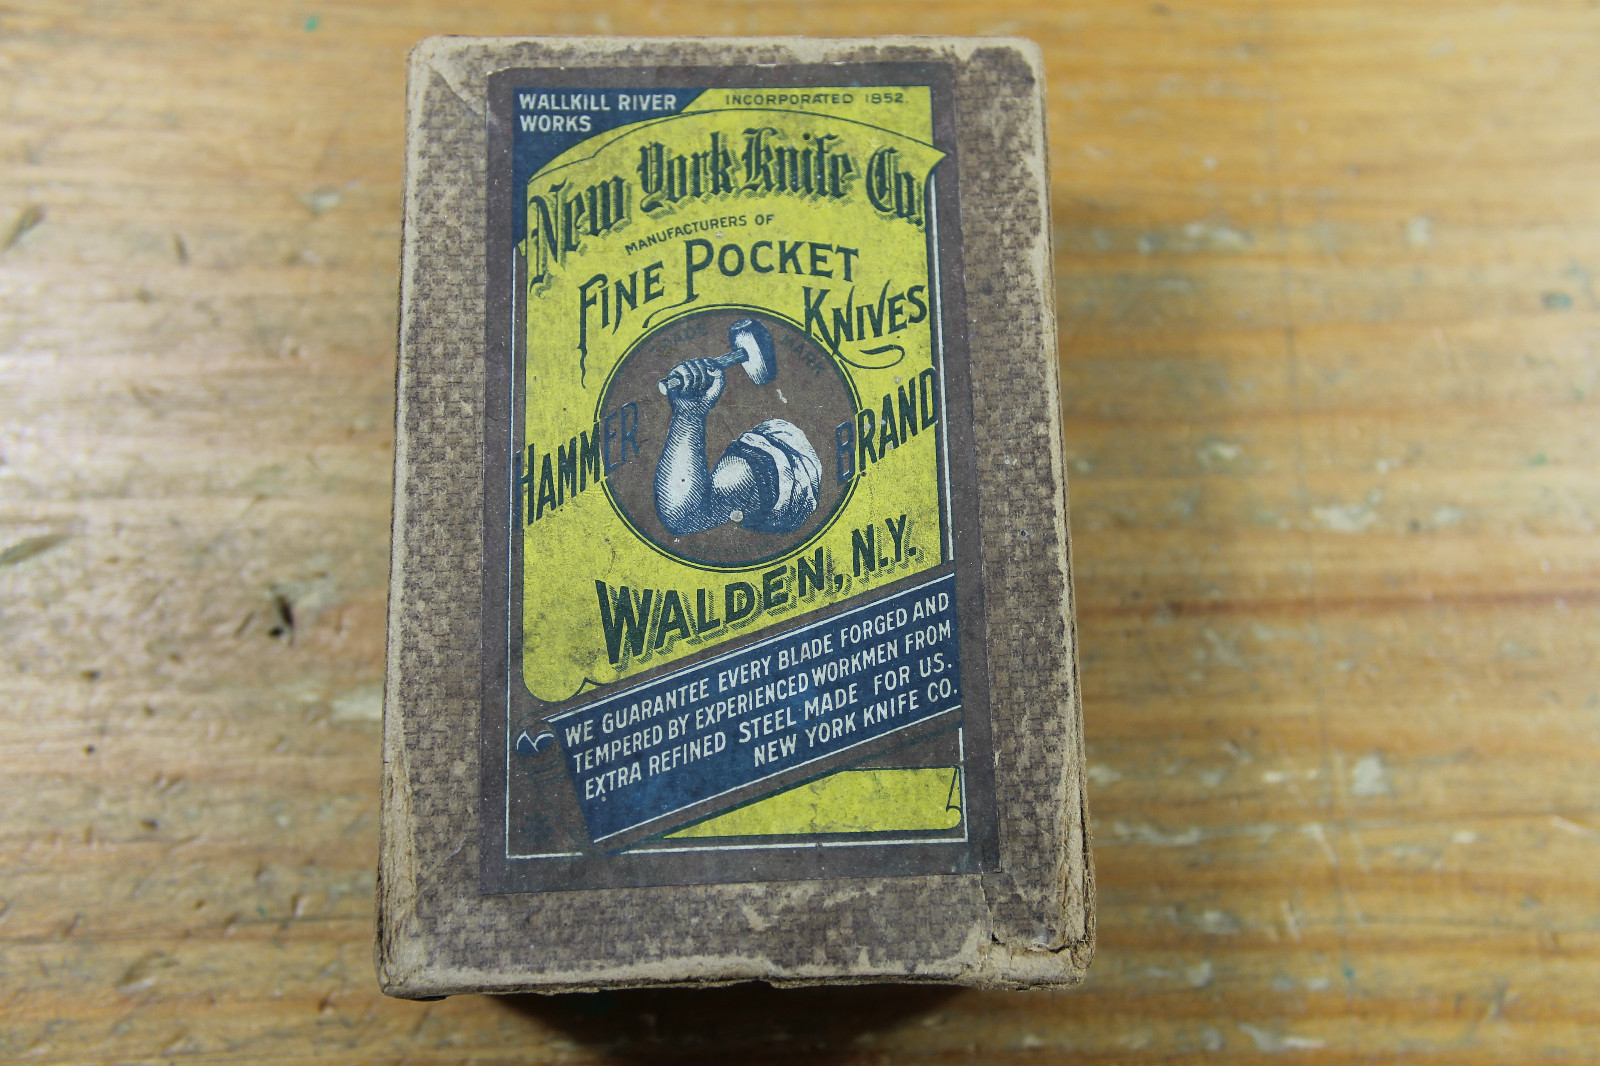 WALLKILL RIVER
WORKS
INCORPORATED 1852.
New York Knife Co.
MANUFACTURERS OF
FINE POCKET
KNIVES
TRADE MARK
HAMMER BRAND
WALDEN, N.Y.
WE GUARANTEE EVERY BLADE FORGED AND
TEMPERED BY EXPERIENCED WORKMEN FROM
EXTRA REFINED STEEL MADE FOR US.
NEW YORK KNIFE CO.